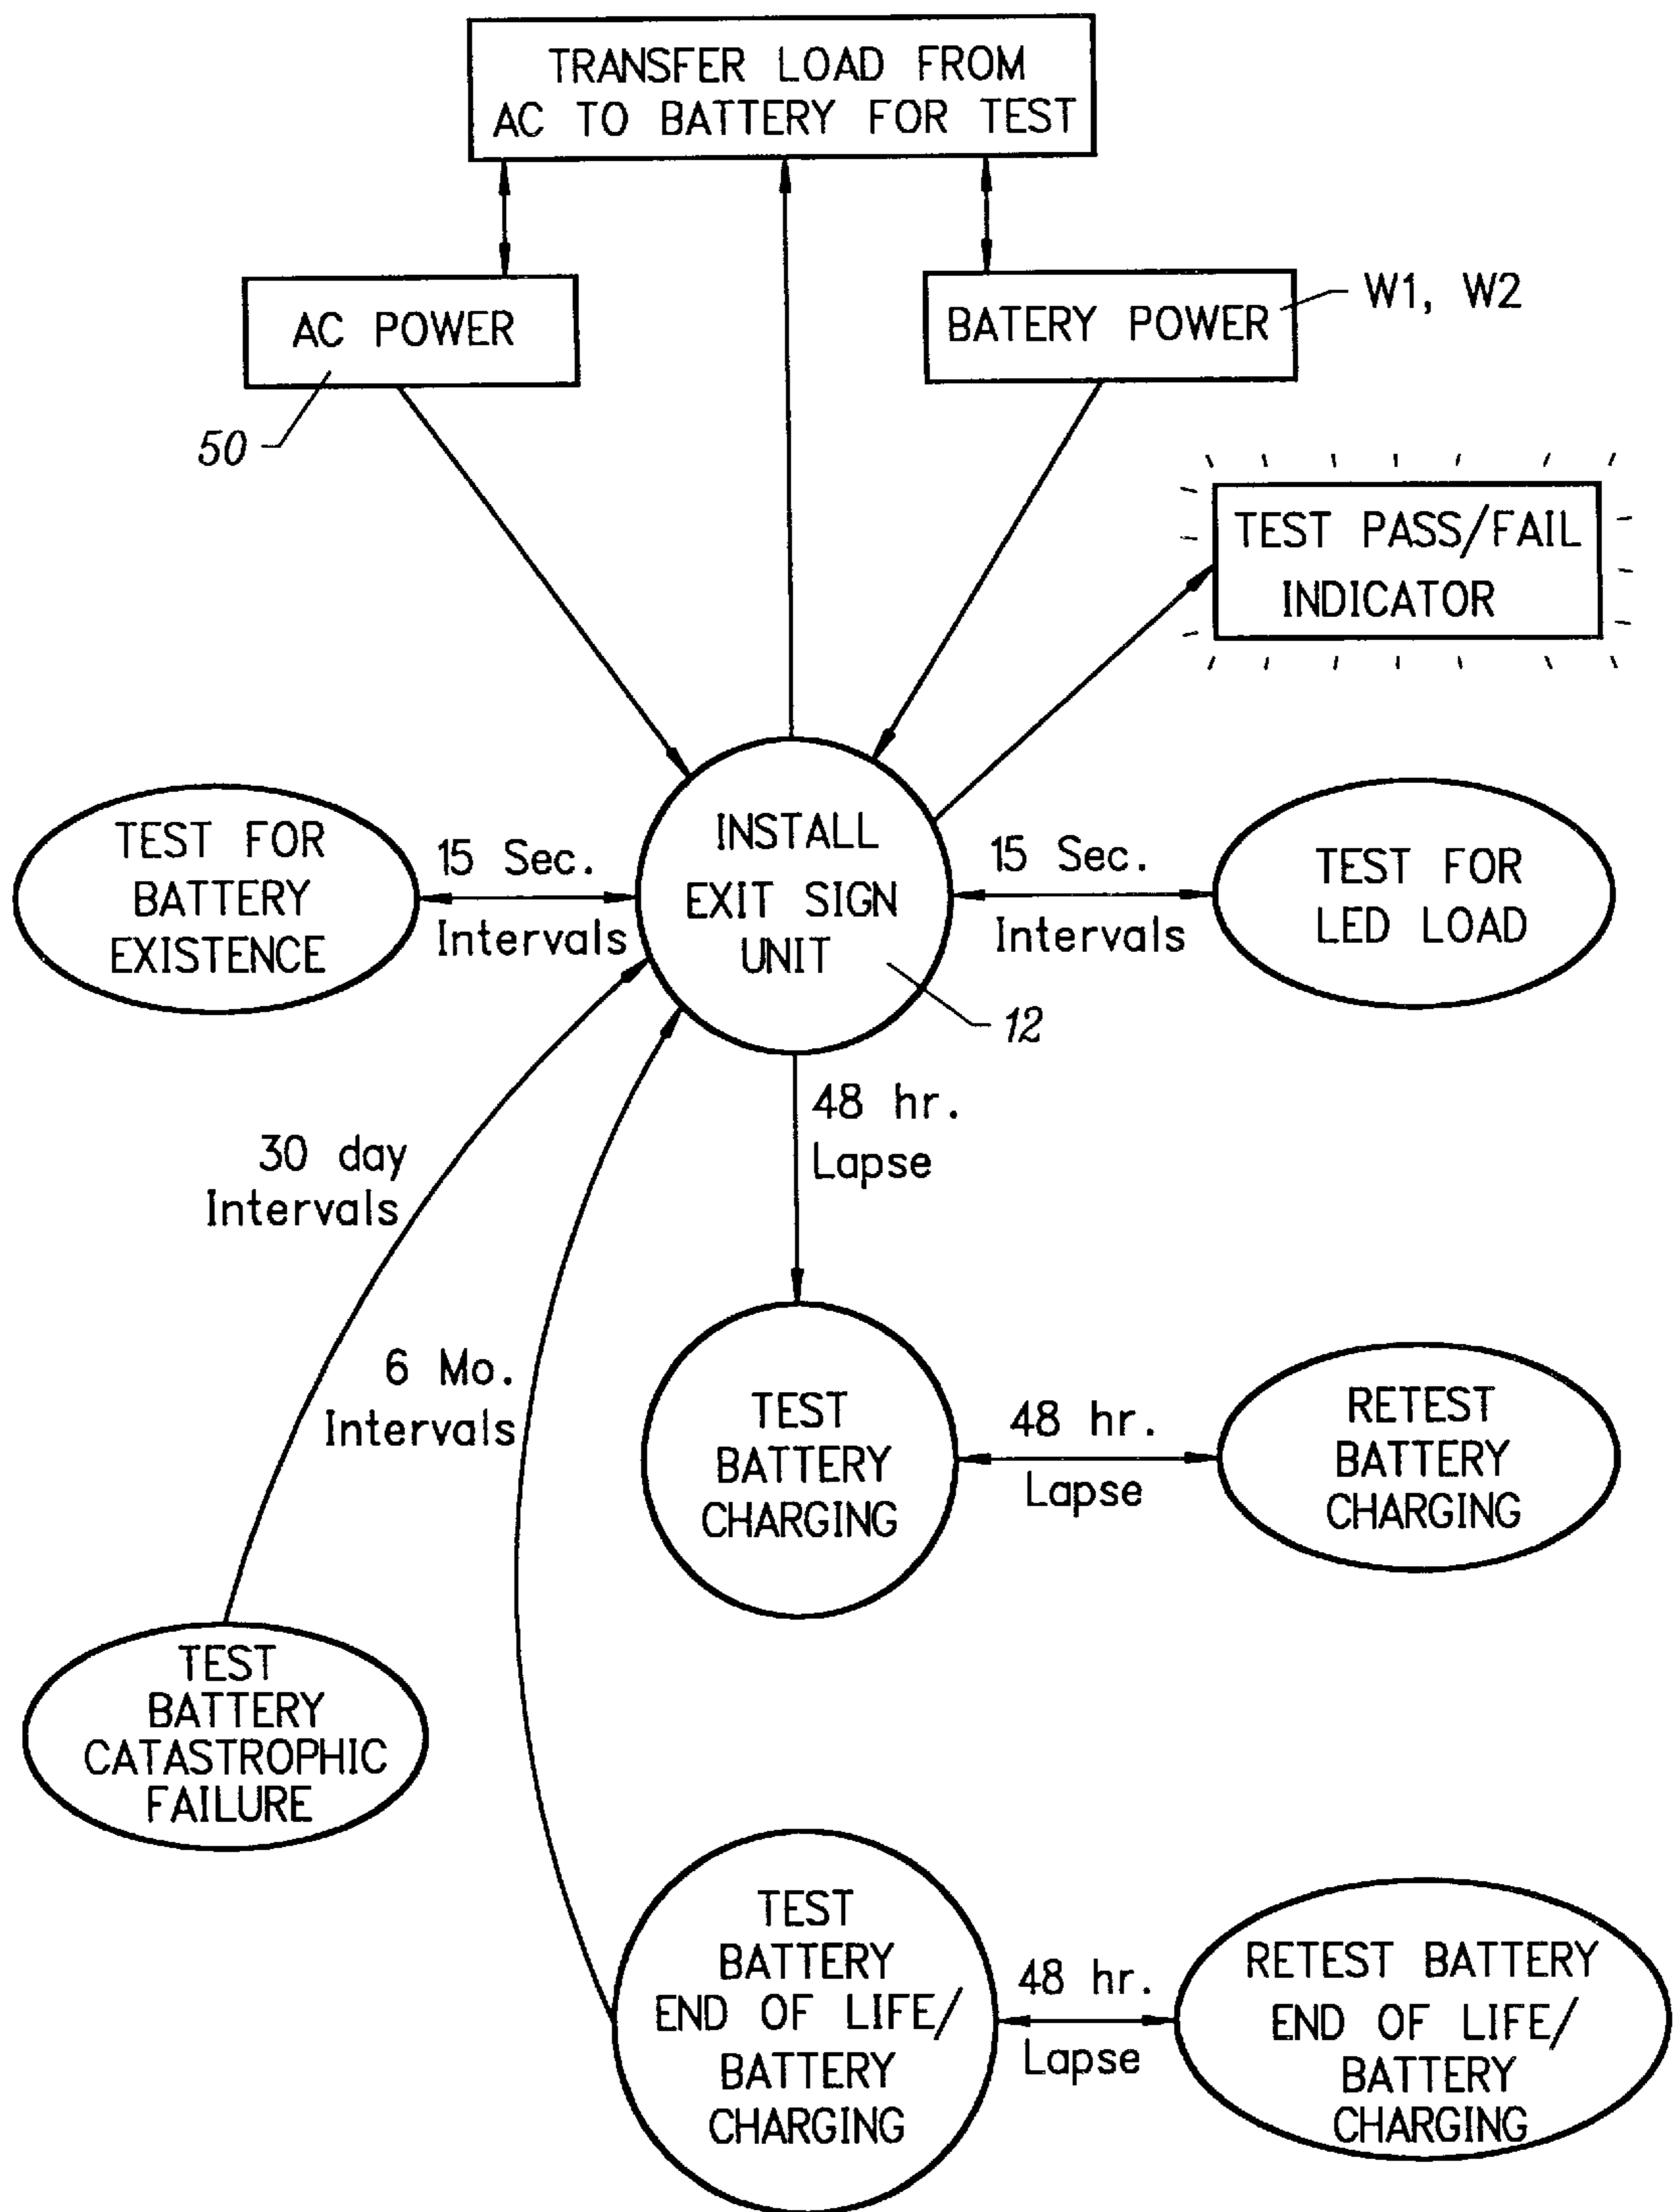 TRANSFER LOAD FROM
AC TO BATTERY FOR TEST
AC POWER
50
BATERY POWER
W1, W2
TEST PASS/FAIL
INDICATOR
TEST FOR
BATTERY
EXISTENCE
15 Sec.
Intervals
INSTALL
EXIT SIGN
UNIT
12
15 Sec.
Intervals
TEST FOR
LED LOAD
48 hr.
Lapse
30 day
Intervals
6 Mo.
Intervals
TEST
BATTERY
CHARGING
48 hr.
Lapse
RETEST
BATTERY
CHARGING
TEST
BATTERY
CATASTROPHIC
FAILURE
TEST
BATTERY
END OF LIFE/
BATTERY
CHARGING
48 hr.
Lapse
RETEST BATTERY
END OF LIFE/
BATTERY
CHARGING